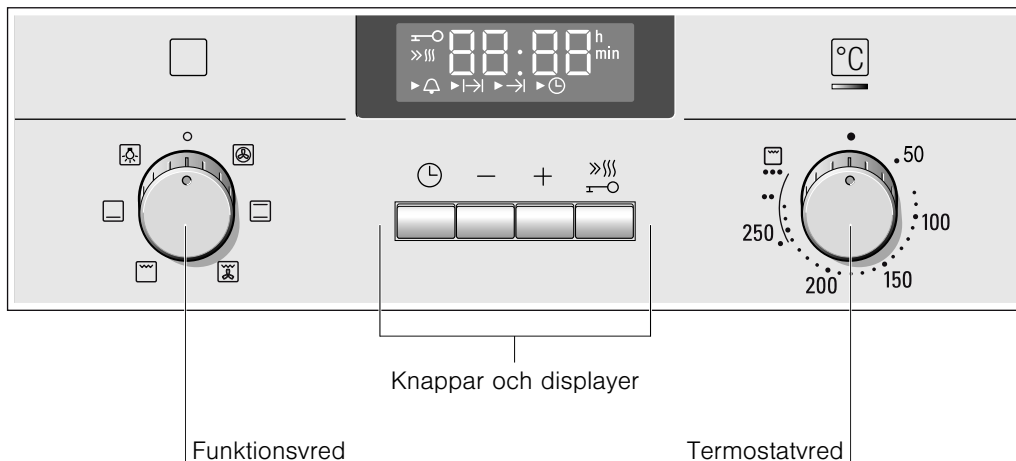 88:88 h
min
°C
50
100
150
200
250
− +
Knappar och displayer
Funktionsvred Termostatvred